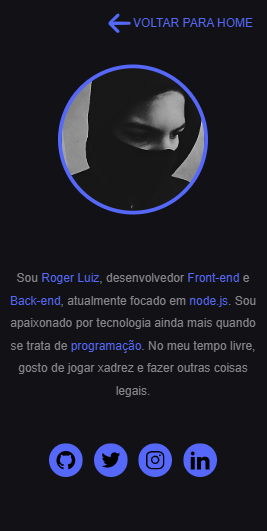 VOLTAR PARA HOME
Sou Roger Luiz, desenvolvedor Front-end e
Back-end, atualmente focado em node.js. Sou
apaixonado por tecnologia ainda mais quando
se trata de programação. No meu tempo livre,
gosto de jogar xadrez e fazer outras coisas
legais.
in